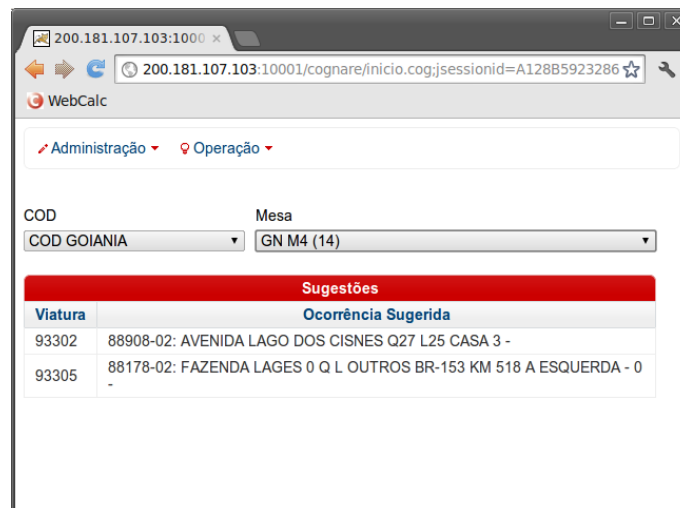 200.181.107.103:1000
200.181.107.103:10001/cognare/inicio.cog;jsessionid=A128B5923286
WebCalc
Administração Operação
COD Mesa
COD GOIANIA GN M4 (14)
Sugestões
Viatura Ocorrência Sugerida
93302 88908-02: AVENIDA LAGO DOS CISNES Q27 L25 CASA 3 -
93305 88178-02: FAZENDA LAGES 0 Q L OUTROS BR-153 KM 518 A ESQUERDA - 0
-